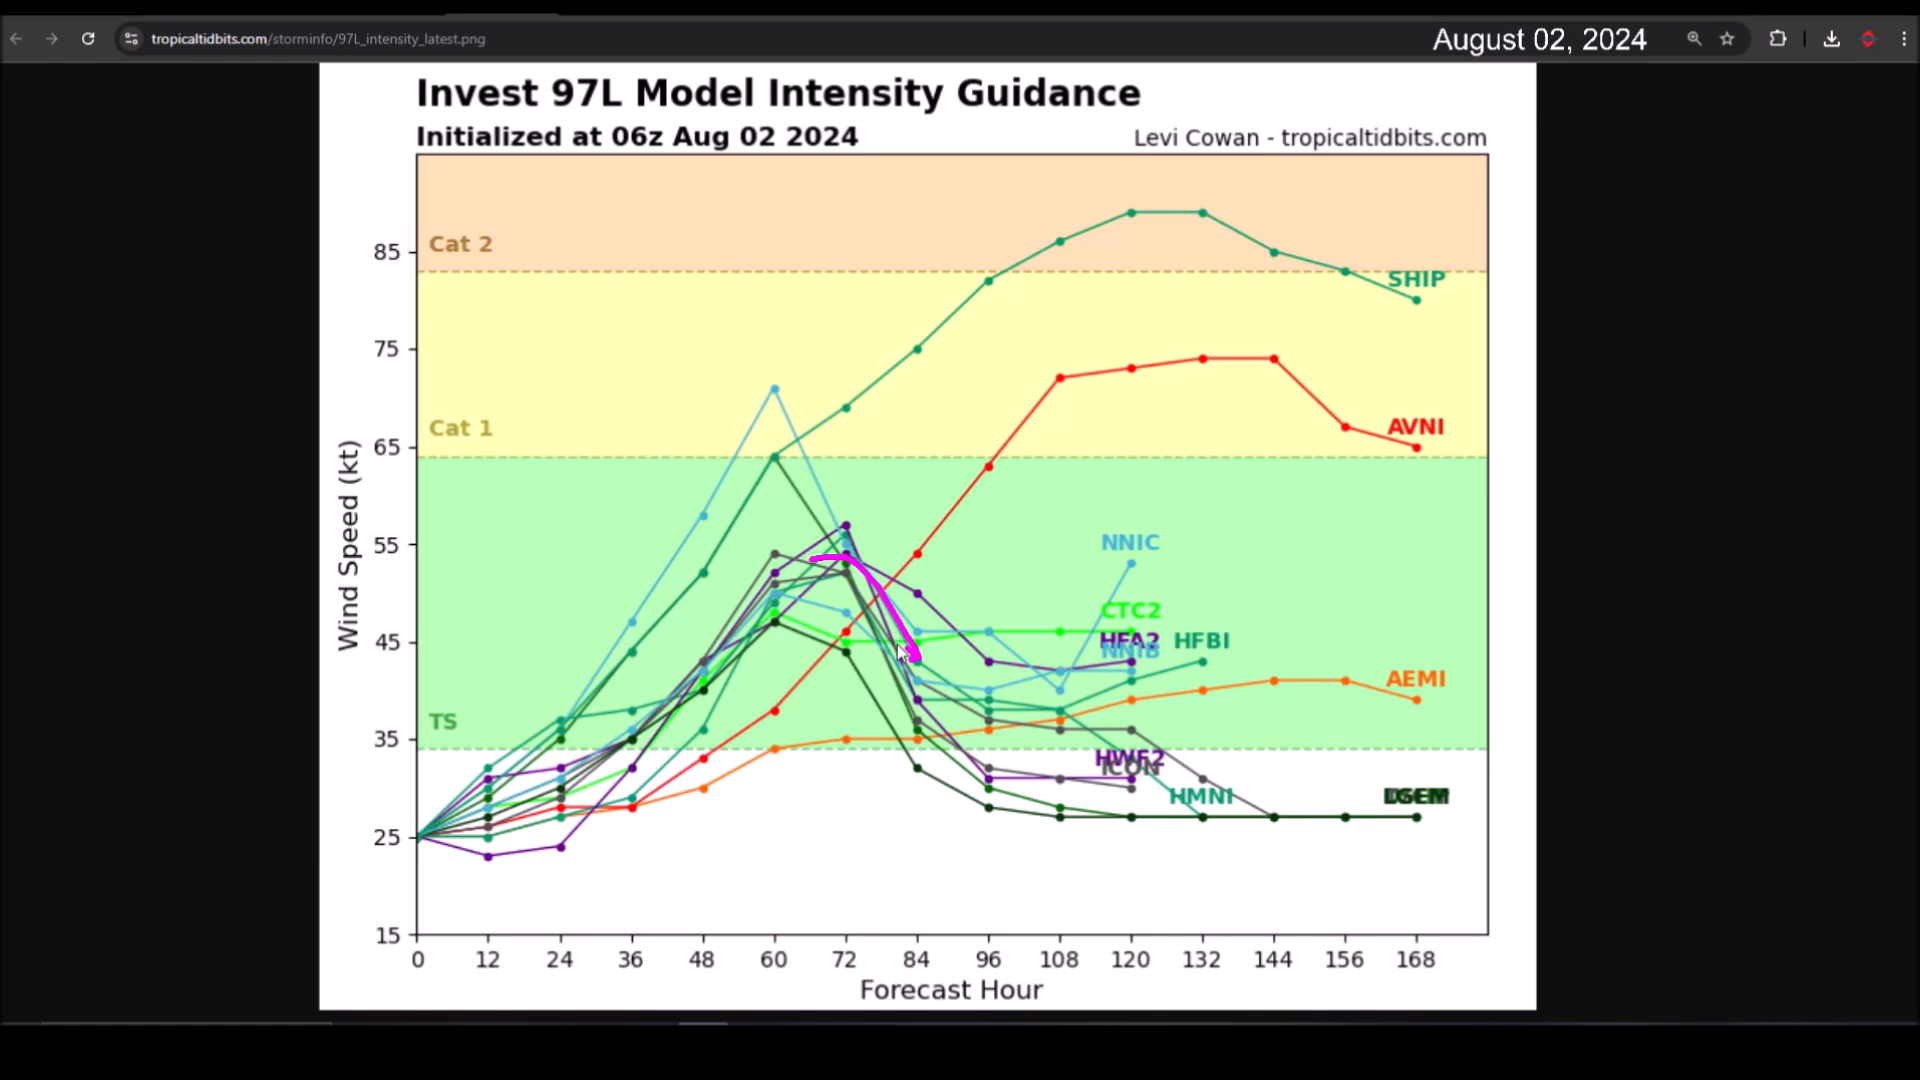 tropicaltidbits.com/storminfo/97L_intensity_latest.png
August 02, 2024
Invest 97L Model Intensity Guidance
Initialized at 06z Aug 02 2024
Levi Cowan - tropicaltidbits.com
Cat 2
Cat 1
TS
SHIP
AVNI
NNIC
CTC2
HFA2
HFBI
NNIB
AEMI
HWF2
ICON
HMNI
Wind Speed (kt)
85
75
65
55
45
35
25
15
0 12 24 36 48 60 72 84 96 108 120 132 144 156 168
Forecast Hour